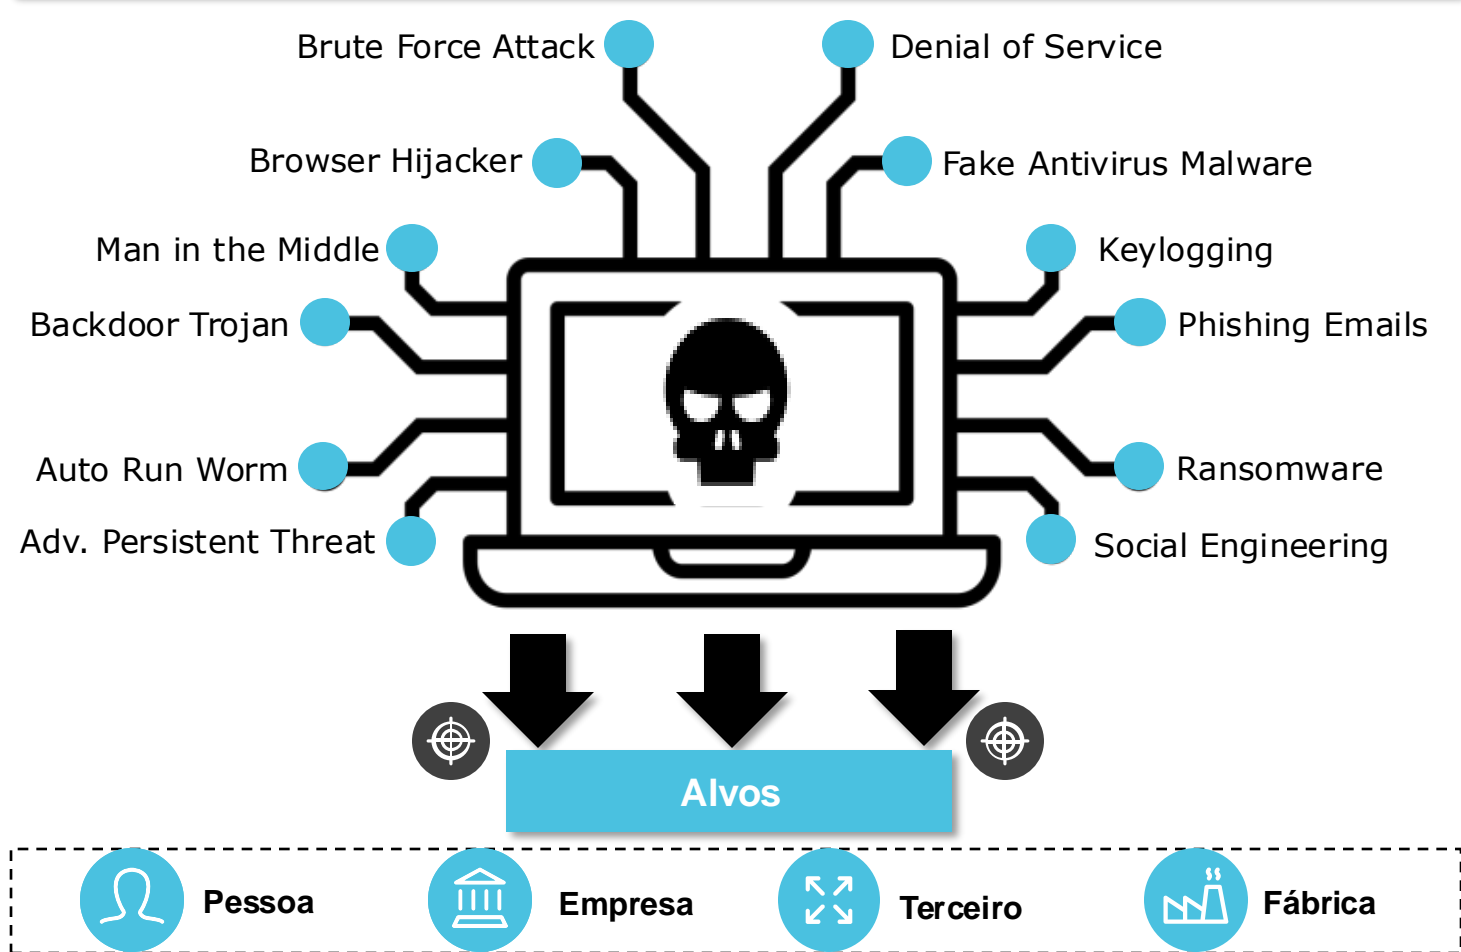 Brute Force Attack
Denial of Service
Browser Hijacker
Fake Antivirus Malware
Man in the Middle
Keylogging
Backdoor Trojan
Phishing Emails
Auto Run Worm
Ransomware
Adv. Persistent Threat
Social Engineering
Alvos
Pessoa
Empresa
Terceiro
Fábrica